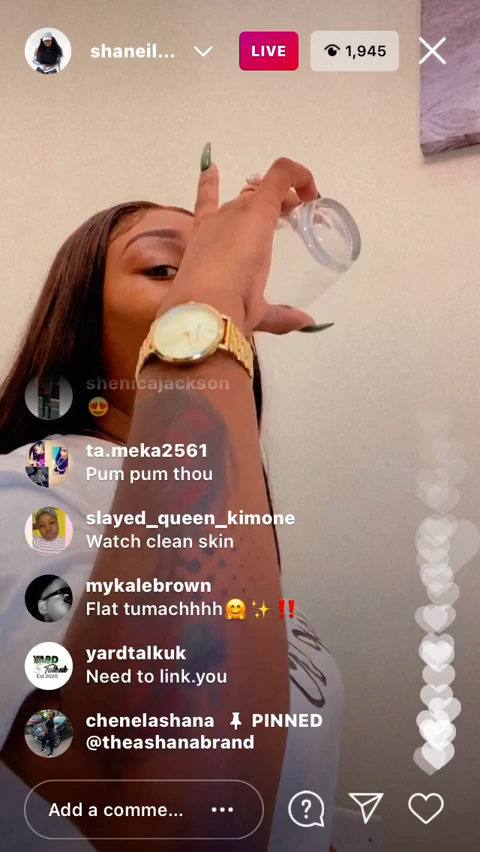 shaneil...
LIVE
1,945
shenicajackson
😍
ta.meka2561
Pum pum thou
slayed_queen_kimone
Watch clean skin
mykalebrown
Flat tumachhhh🤗✨‼️
yardtalkuk
Need to link.you
chenelashana PINNED
@theashanabrand
Add a comme...